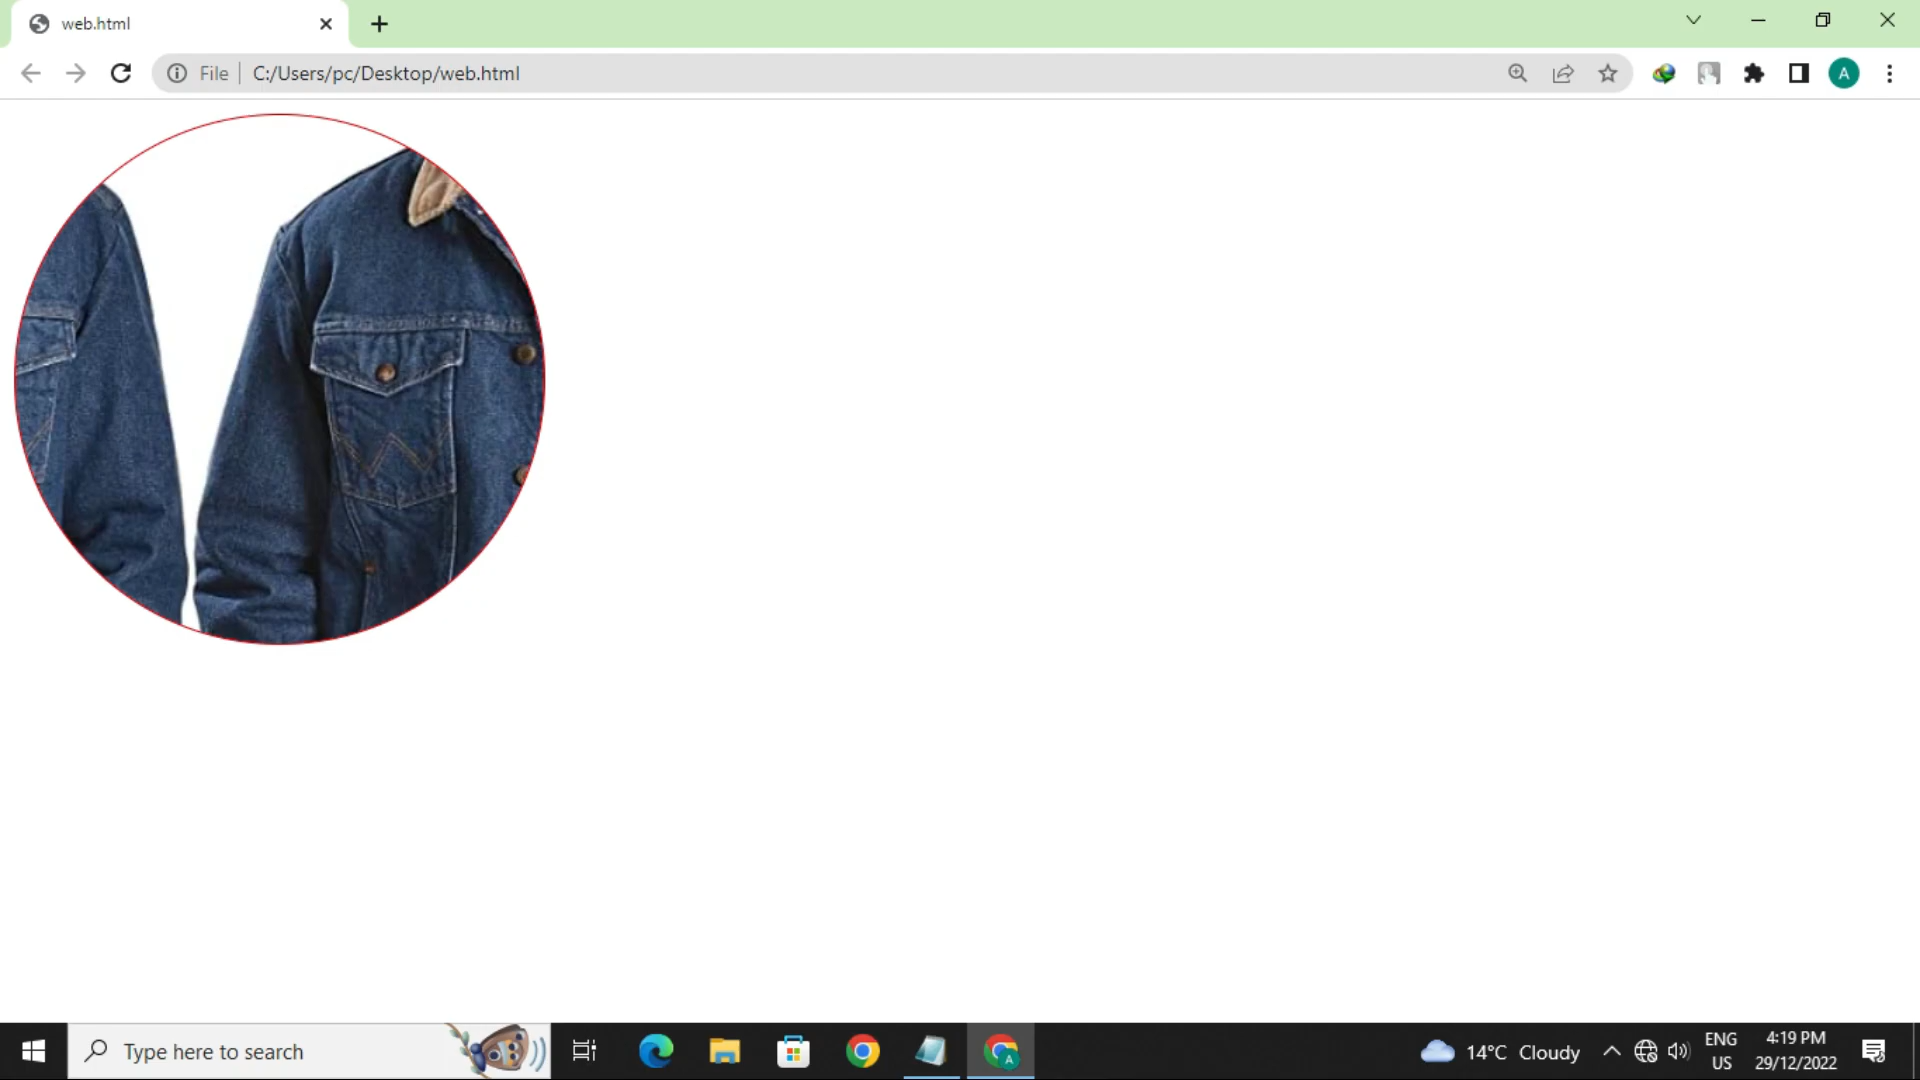 web.html
File
C:/Users/pc/Desktop/web.html
A
Type here to search
A
14°C Cloudy
ENG
US
4:19 PM
29/12/2022